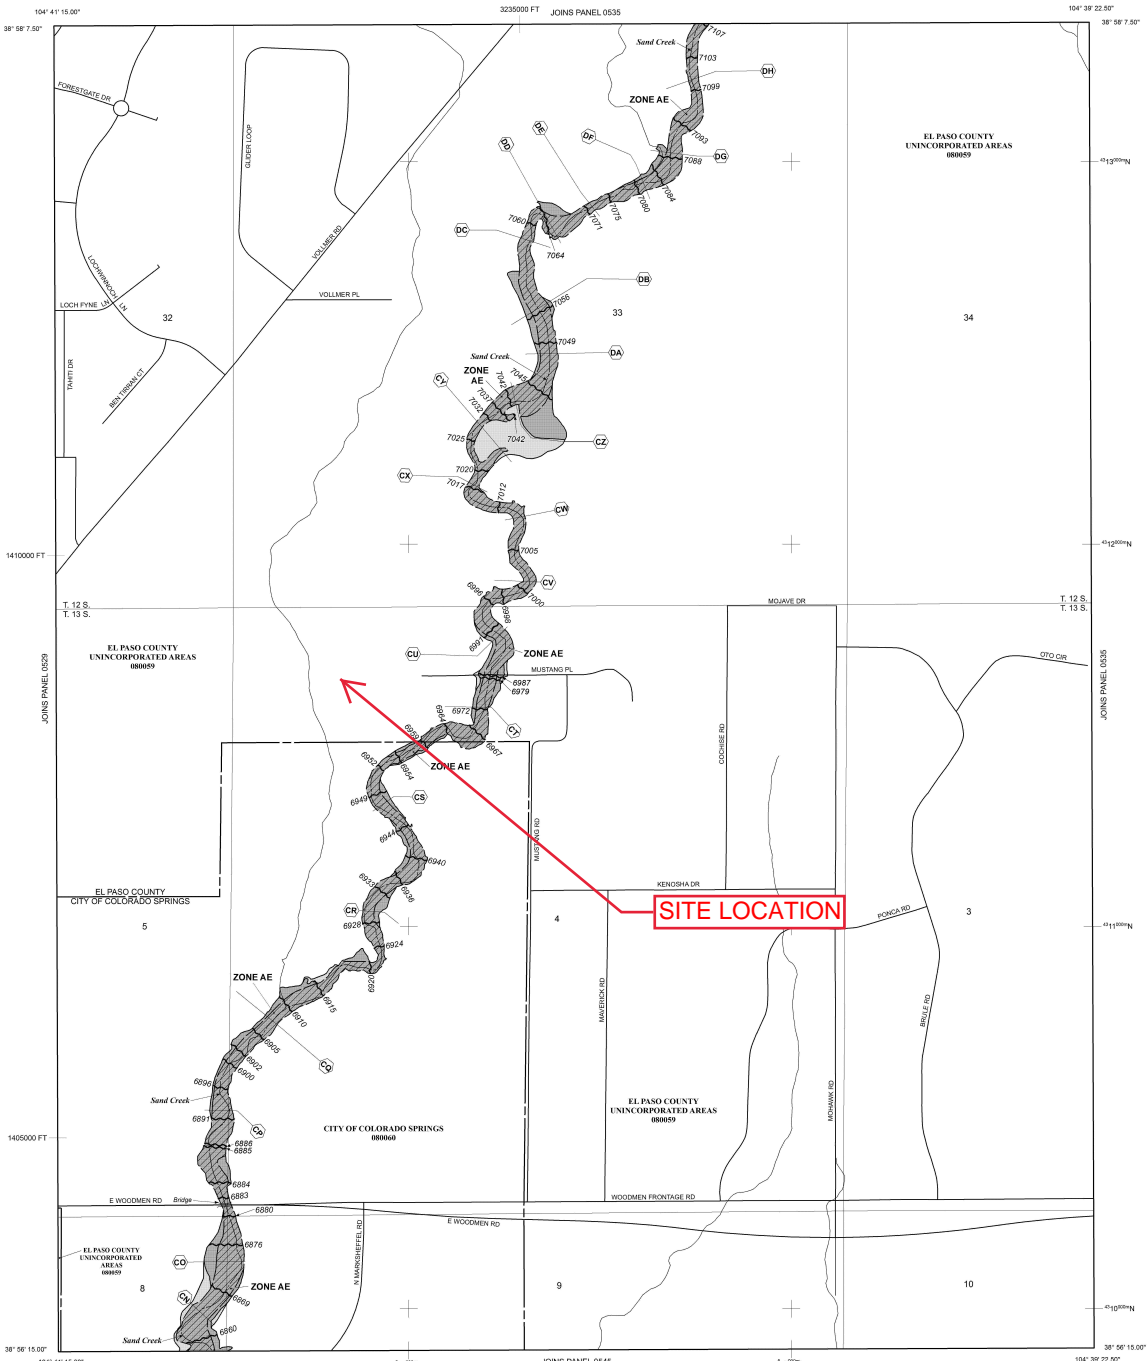 104° 41' 15.00"
3235000 FT
JOINS PANEL 0535
104° 39' 22.50"
38° 58' 7.50"
38° 58' 7.50"
7107
Sand Creek
7103
DH
7099
ZONE AE
FORESTGATE DR
7093
EL PASO COUNTY
UNINCORPORATED AREAS
080059
GLIDER LOOP
DD
DE
DF
DG
7088
4313000mN
7084
7080
7075
7071
7060
DC
7064
VOLLMER RD
LOCHWINNOCH LN
DB
VOLLMER PL
7056
LOCH FYNE LN
32
33
34
7049
DA
Sand Creek
ZONE
AE
TAHITI DR
BEN TIRRAN CT
CY
7045
7042
7037
7032
7025
7042
CZ
7020
CX
7017
7012
CW
7005
1410000 FT
4312000mN
CV
6996
7000
6998
MOJAVE DR
T. 12 S.
T. 13 S.
T. 12 S.
T. 13 S.
6991
EL PASO COUNTY
UNINCORPORATED AREAS
080059
CU
ZONE AE
MUSTANG PL
OTO CIR
6987
6979
JOINS PANEL 0529
JOINS PANEL 0535
6972
6964
CT
6959
6967
COCHISE RD
6952
6954
ZONE AE
6949
CS
6944
MUSTANG RD
6940
6933
6936
KENOSHA DR
EL PASO COUNTY
CITY OF COLORADO SPRINGS
SITE LOCATION
CR
PONCA RD
5
4
3
6928
6924
6920
ZONE AE
MAVERICK RD
BRULE RD
4311000mN
6915
6910
6905
6902
6900
CQ
6896
Sand Creek
MOHAWK RD
6891
CP
EL PASO COUNTY
UNINCORPORATED AREAS
080059
CITY OF COLORADO SPRINGS
080060
1405000 FT
6886
6885
6884
6883
E WOODMEN RD
Bridge
WOODMEN FRONTAGE RD
6880
E WOODMEN RD
EL PASO COUNTY
UNINCORPORATED
AREAS
080059
6876
N MARKSHEFFEL RD
CO
ZONE AE
8
9
10
CN
6869
4310000mN
6860
Sand Creek
38° 56' 15.00"
38° 56' 15.00"
JOINS PANEL 0545
104° 39' 22.50"